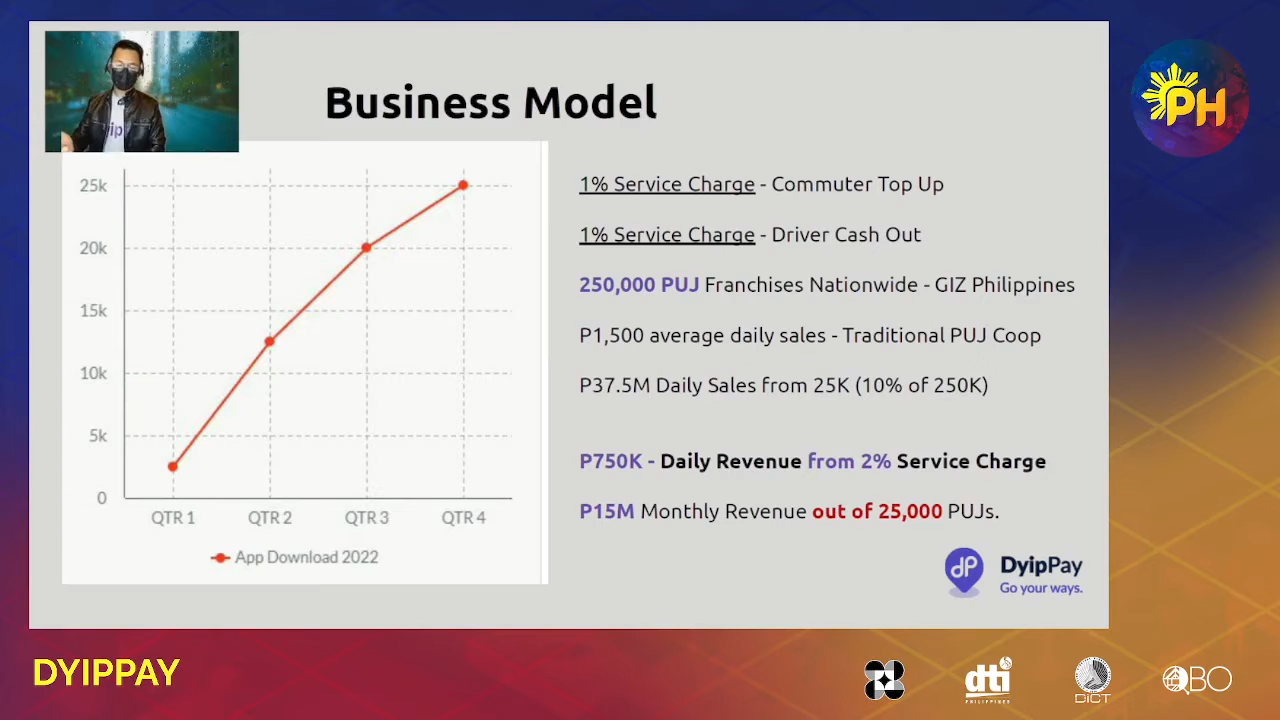 Business Model
yip
PH
25k
20k
15k
10k
5k
0
QTR 1 QTR 2 QTR 3 QTR 4
App Download 2022
1% Service Charge - Commuter Top Up
1% Service Charge - Driver Cash Out
250,000 PUJ Franchises Nationwide - GIZ Philippines
P1,500 average daily sales - Traditional PUJ Coop
P37.5M Daily Sales from 25K (10% of 250K)
P750K - Daily Revenue from 2% Service Charge
P15M Monthly Revenue out of 25,000 PUJs.
dP
DyipPay
Go your ways.
DYIPPAY
dti
PHILIPPINES
DICT
QBO